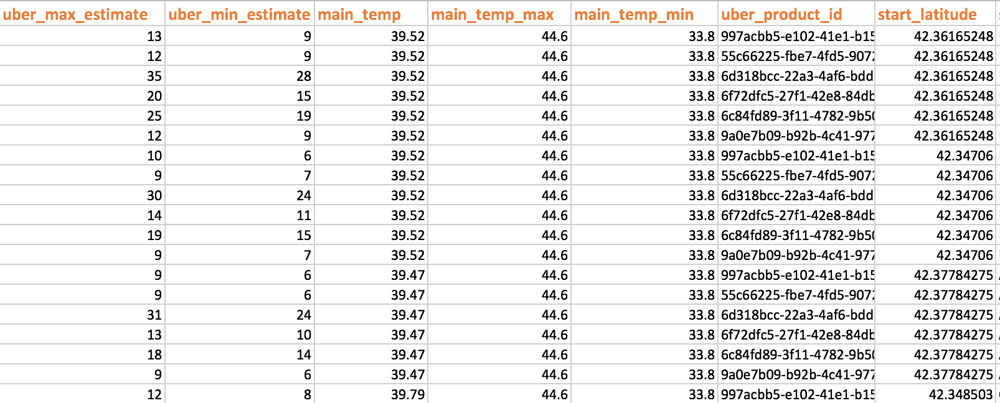 uber_max_estimate uber_min_estimate main_temp main_temp_max main_temp_min uber_product_id start_latitude
13 9 39.52 44.6 33.8 997acbb5-e102-41e1-b15 42.36165248
12 9 39.52 44.6 33.8 55c66225-fbe7-4fd5-9072 42.36165248
35 28 39.52 44.6 33.8 6d318bcc-22a3-4af6-bdd 42.36165248
20 15 39.52 44.6 33.8 6f72dfc5-27f1-42e8-84db 42.36165248
25 19 39.52 44.6 33.8 6c84fd89-3f11-4782-9b50 42.36165248
12 9 39.52 44.6 33.8 9a0e7b09-b92b-4c41-977 42.36165248
10 6 39.52 44.6 33.8 997acbb5-e102-41e1-b15 42.34706
9 7 39.52 44.6 33.8 55c66225-fbe7-4fd5-9072 42.34706
30 24 39.52 44.6 33.8 6d318bcc-22a3-4af6-bdd 42.34706
14 11 39.52 44.6 33.8 6f72dfc5-27f1-42e8-84db 42.34706
19 15 39.52 44.6 33.8 6c84fd89-3f11-4782-9b50 42.34706
9 7 39.52 44.6 33.8 9a0e7b09-b92b-4c41-977 42.34706
9 6 39.47 44.6 33.8 997acbb5-e102-41e1-b15 42.37784275
9 6 39.47 44.6 33.8 55c66225-fbe7-4fd5-9072 42.37784275
31 24 39.47 44.6 33.8 6d318bcc-22a3-4af6-bdd 42.37784275
13 10 39.47 44.6 33.8 6f72dfc5-27f1-42e8-84db 42.37784275
18 14 39.47 44.6 33.8 6c84fd89-3f11-4782-9b50 42.37784275
9 6 39.47 44.6 33.8 9a0e7b09-b92b-4c41-977 42.37784275
12 8 39.79 44.6 33.8 997acbb5-e102-41e1-b15 42.348503